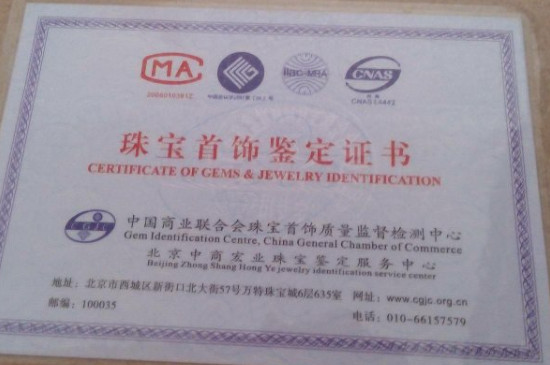 CMA
ilac-MRA
CNAS
珠宝首饰鉴定证书
CERTIFICATE OF GEMS & JEWELRY IDENTIFICATION
CGJC
中国商业联合会珠宝首饰质量监督检测中心
Gem Identification Centre, China General Chamber of Commerce
北京中商宏业珠宝鉴定服务中心
Beijing Zhong Shang Hong Ye jewelry identification service center
地址：北京市西城区新街口北大街57号万特珠宝城6层635室 网址：www.cgjc.org.cn
邮编：100035 电话：010-66157579